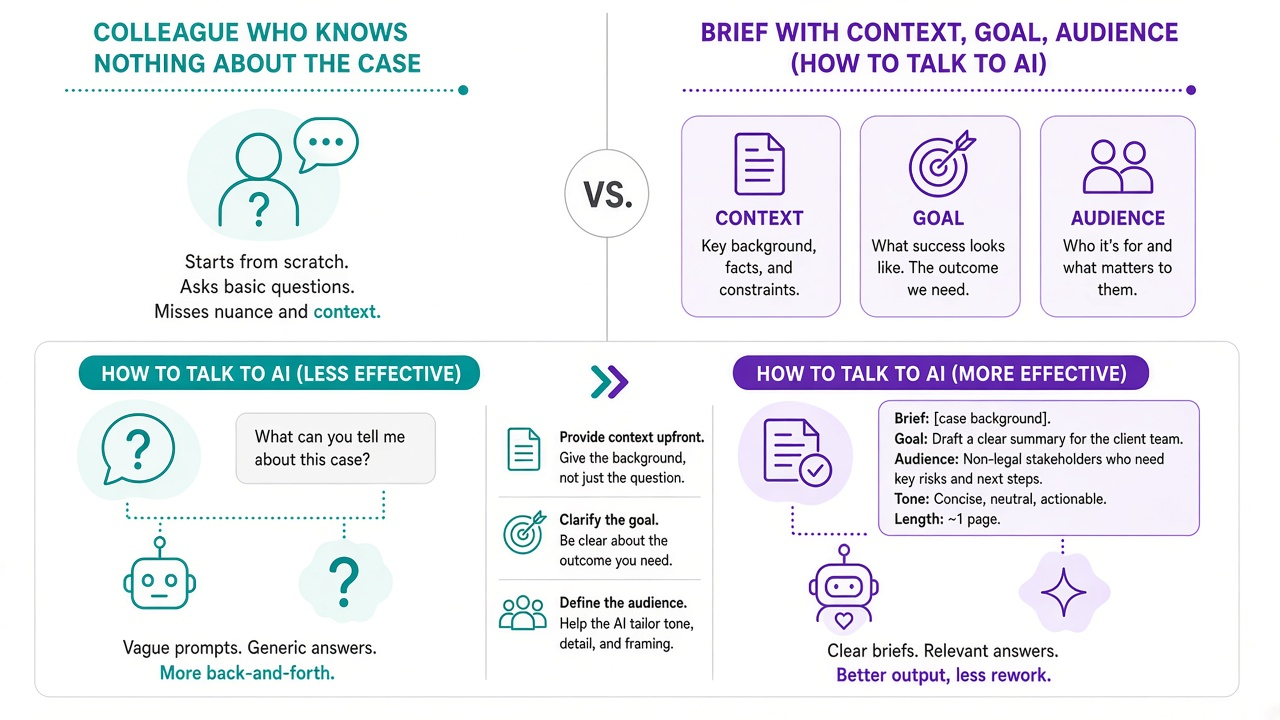 COLLEAGUE WHO KNOWS
NOTHING ABOUT THE CASE
?
Starts from scratch.
Asks basic questions.
Misses nuance and context.
VS.
BRIEF WITH CONTEXT, GOAL, AUDIENCE
(HOW TO TALK TO AI)
CONTEXT
Key background,
facts, and
constraints.
GOAL
What success looks
like. The outcome
we need.
AUDIENCE
Who it's for and
what matters to
them.
HOW TO TALK TO AI (LESS EFFECTIVE)
?
What can you tell me
about this case?
?
Vague prompts. Generic answers.
More back-and-forth.
Provide context upfront.
Give the background,
not just the question.
Clarify the goal.
Be clear about the
outcome you need.
Define the audience.
Help the AI tailor tone,
detail, and framing.
HOW TO TALK TO AI (MORE EFFECTIVE)
Brief: [case background].
Goal: Draft a clear summary for the client team.
Audience: Non-legal stakeholders who need
key risks and next steps.
Tone: Concise, neutral, actionable.
Length: ~1 page.
Clear briefs. Relevant answers.
Better output, less rework.